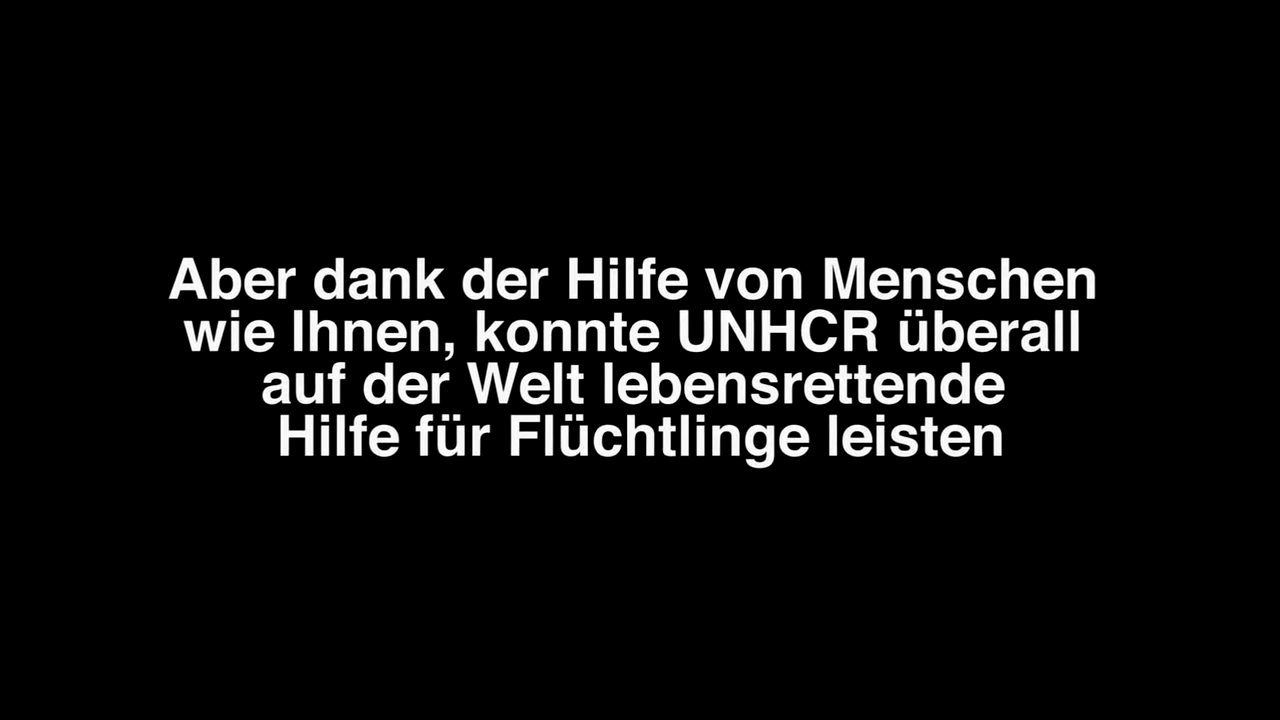 Aber dank der Hilfe von Menschen
wie Ihnen, konnte UNHCR überall
auf der Welt lebensrettende
Hilfe für Flüchtlinge leisten